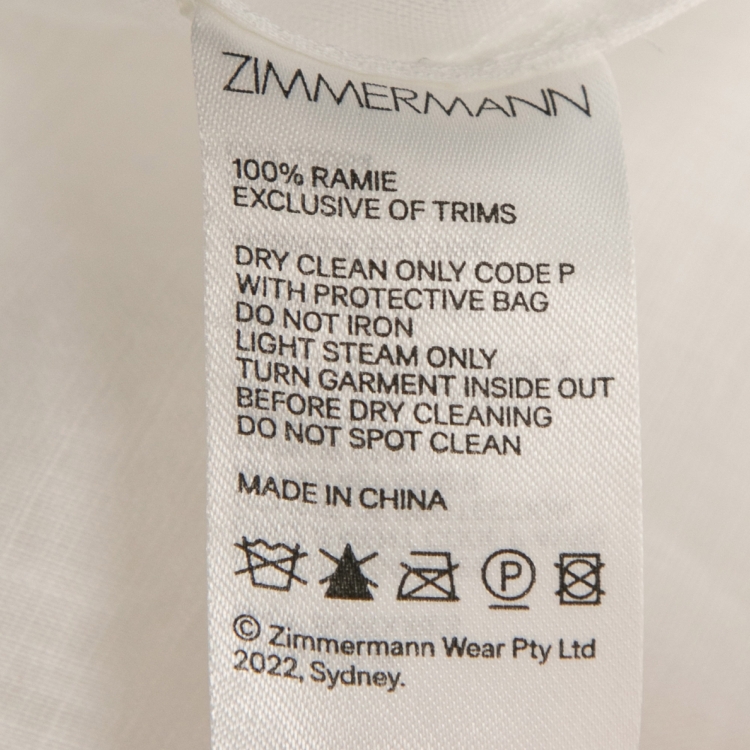 ZIMMERMANN
100% RAMIE
EXCLUSIVE OF TRIMS
DRY CLEAN ONLY CODE P
WITH PROTECTIVE BAG
DO NOT IRON
LIGHT STEAM ONLY
TURN GARMENT INSIDE OUT
BEFORE DRY CLEANING
DO NOT SPOT CLEAN
MADE IN CHINA
P
© Zimmermann Wear Pty Ltd
2022, Sydney.